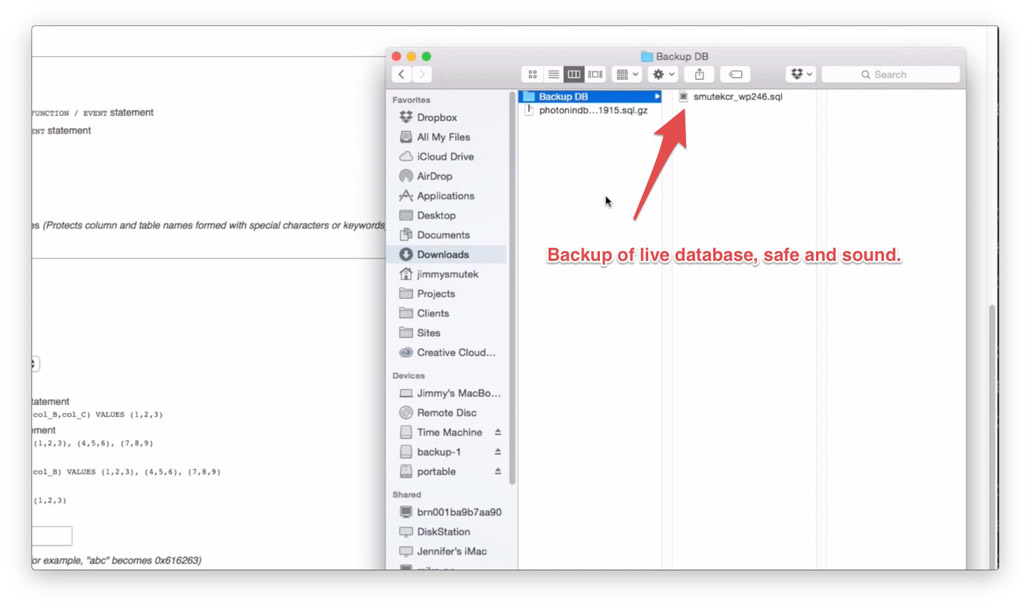 FUNCTION / EVENT statement
ENT statement
es (Protects column and table names formed with special characters or keywords
tatement
col_B,col_C) VALUES (1,2,3)
ment
(1,2,3), (4,5,6), (7,8,9)
col_B) VALUES (1,2,3), (4,5,6), (7,8,9)
(1,2,3)
or example, "abc" becomes 0x616263)
Backup DB
Search
Favorites
Dropbox
All My Files
iCloud Drive
AirDrop
Applications
Desktop
Documents
Downloads
jimmysmutek
Projects
Clients
Sites
Creative Cloud...
Devices
Jimmy's MacBo...
Remote Disc
Time Machine
backup-1
portable
Shared
brn001ba9b7aa90
DiskStation
Jennifer's iMac
Backup DB
photonindb...1915.sql.gz
smutekcr_wp246.sql
Backup of live database, safe and sound.